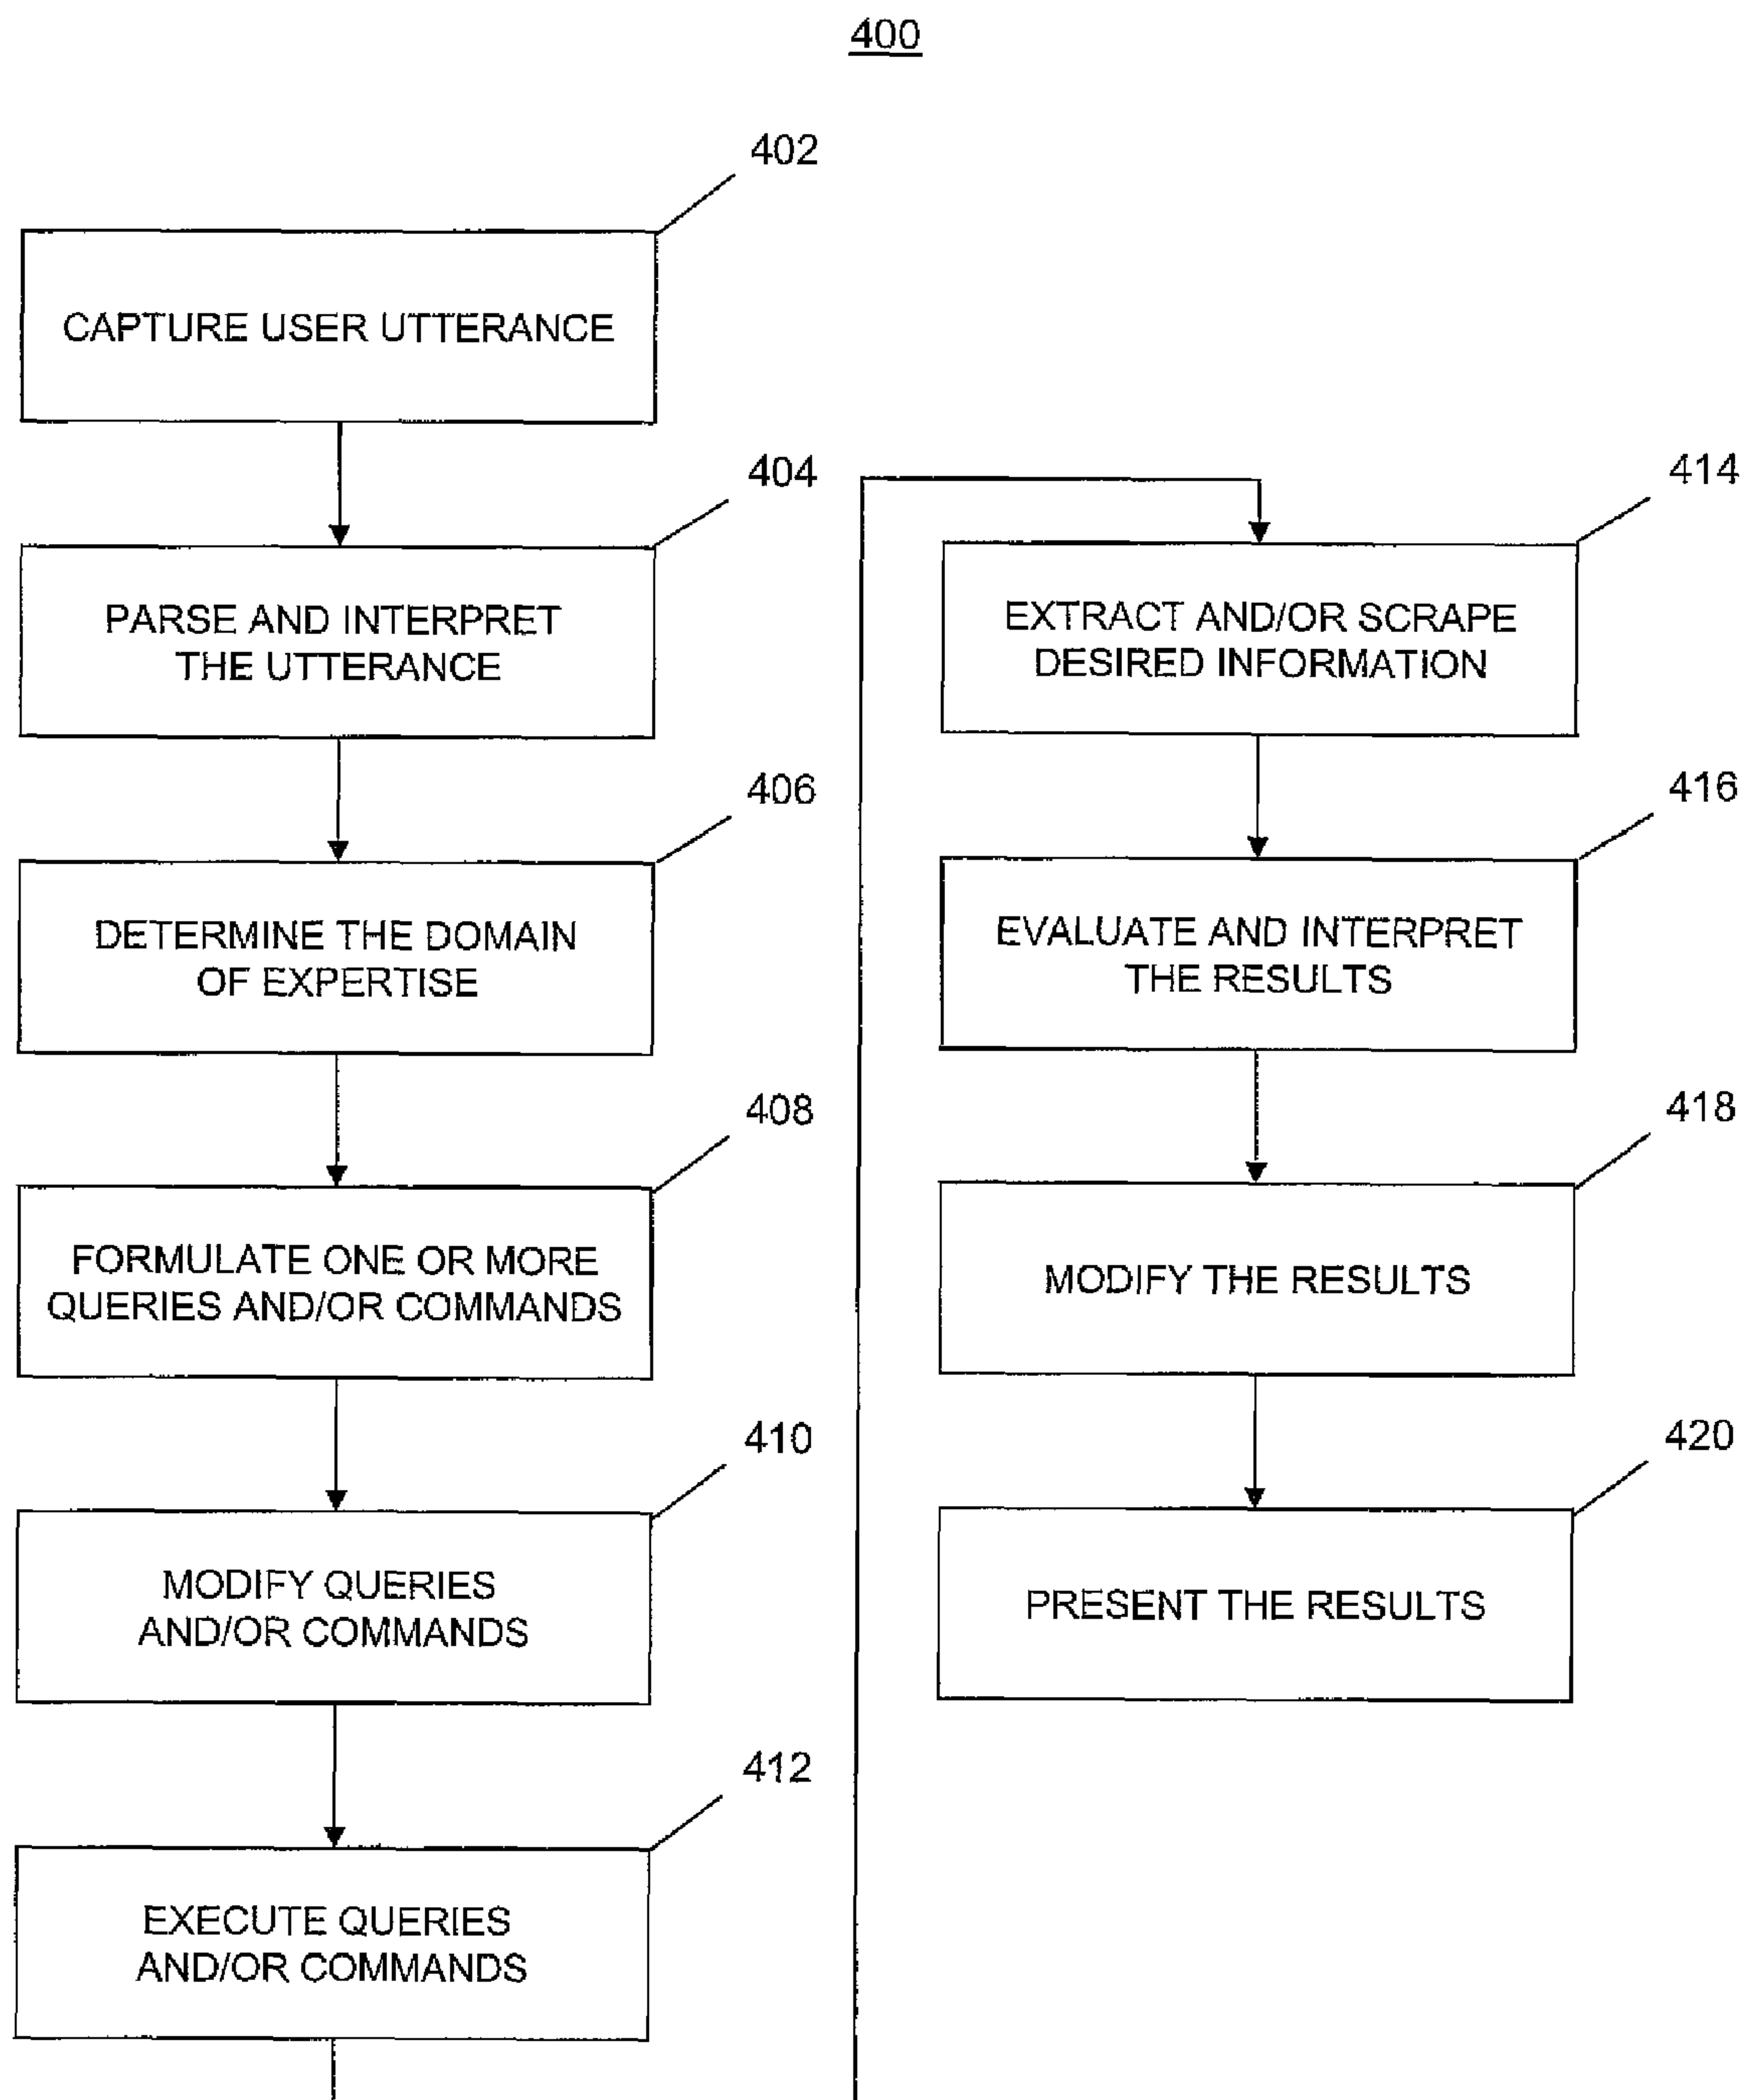 400
402
CAPTURE USER UTTERANCE
404
PARSE AND INTERPRET
THE UTTERANCE
406
DETERMINE THE DOMAIN
OF EXPERTISE
408
FORMULATE ONE OR MORE
QUERIES AND/OR COMMANDS
410
MODIFY QUERIES
AND/OR COMMANDS
412
EXECUTE QUERIES
AND/OR COMMANDS
414
EXTRACT AND/OR SCRAPE
DESIRED INFORMATION
416
EVALUATE AND INTERPRET
THE RESULTS
418
MODIFY THE RESULTS
420
PRESENT THE RESULTS